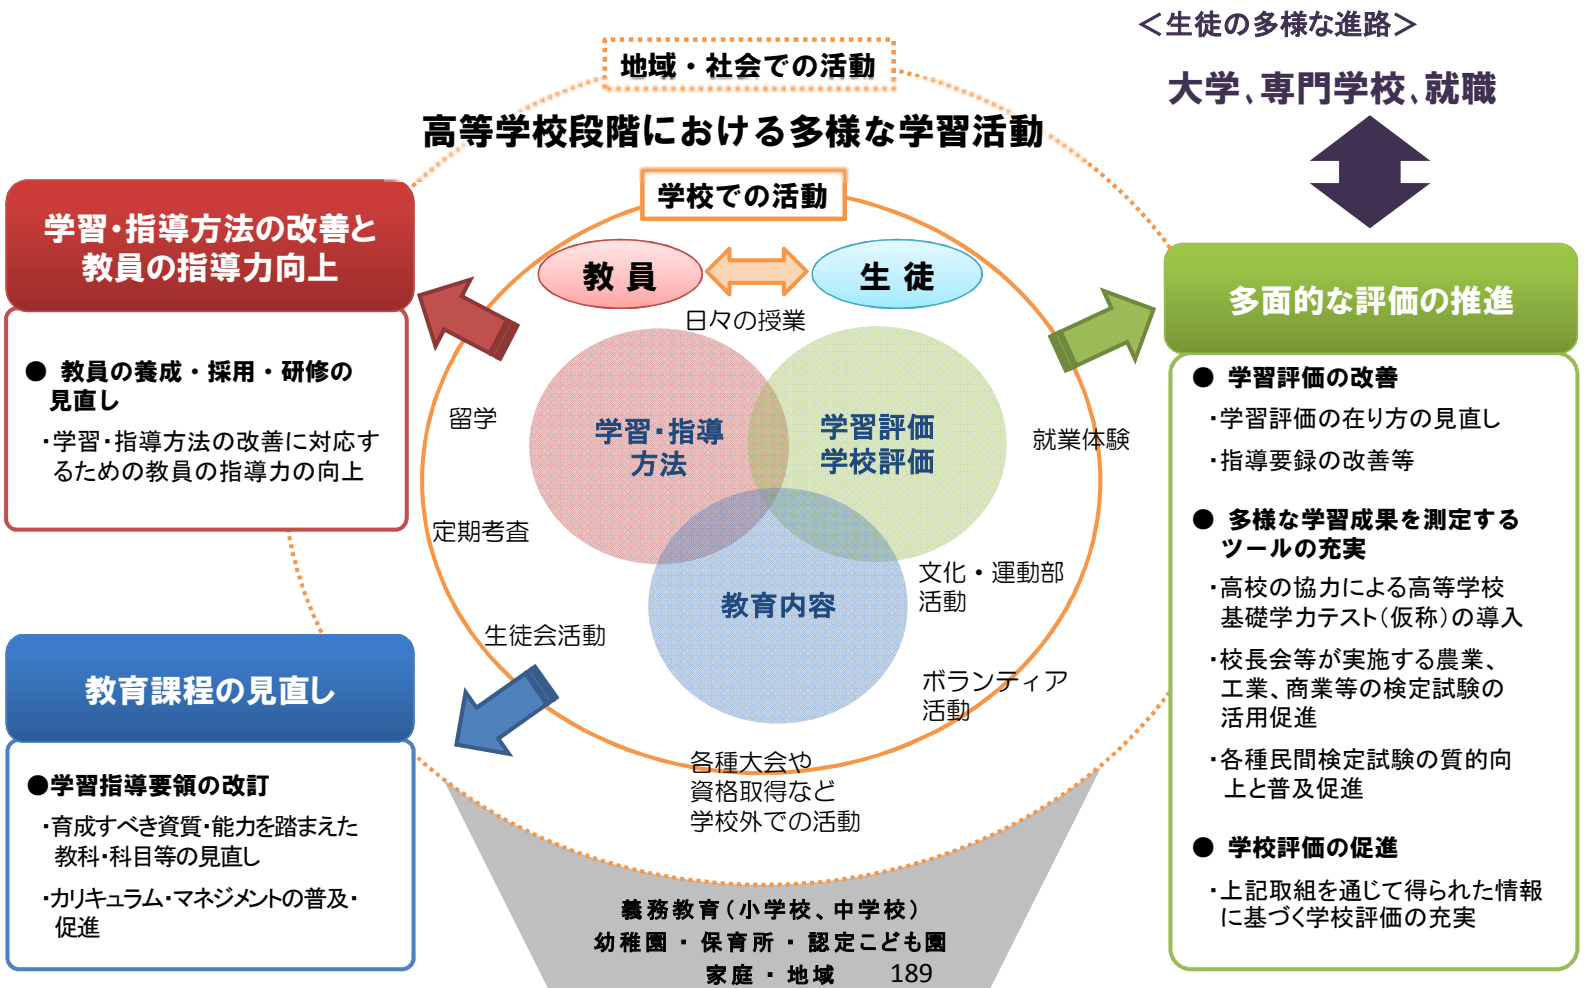 ＜生徒の多様な進路＞
大学、専門学校、就職
地域・社会での活動
高等学校段階における多様な学習活動
学校での活動
教員
生徒
日々の授業
学習・指導
方法
学習評価
学校評価
教育内容
留学
定期考査
生徒会活動
就業体験
文化・運動部
活動
ボランティア
活動
各種大会や
資格取得など
学校外での活動
学習・指導方法の改善と
教員の指導力向上
● 教員の養成・採用・研修の
見直し
・学習・指導方法の改善に対応す
るための教員の指導力の向上
教育課程の見直し
●学習指導要領の改訂
・育成すべき資質・能力を踏まえた
教科・科目等の見直し
・カリキュラム・マネジメントの普及・
促進
多面的な評価の推進
● 学習評価の改善
・学習評価の在り方の見直し
・指導要録の改善等
● 多様な学習成果を測定する
ツールの充実
・高校の協力による高等学校
基礎学力テスト（仮称）の導入
・校長会等が実施する農業、
工業、商業等の検定試験の
活用促進
・各種民間検定試験の質的向
上と普及促進
● 学校評価の促進
・上記取組を通じて得られた情報
に基づく学校評価の充実
義務教育（小学校、中学校）
幼稚園・保育所・認定こども園
家庭・地域
189